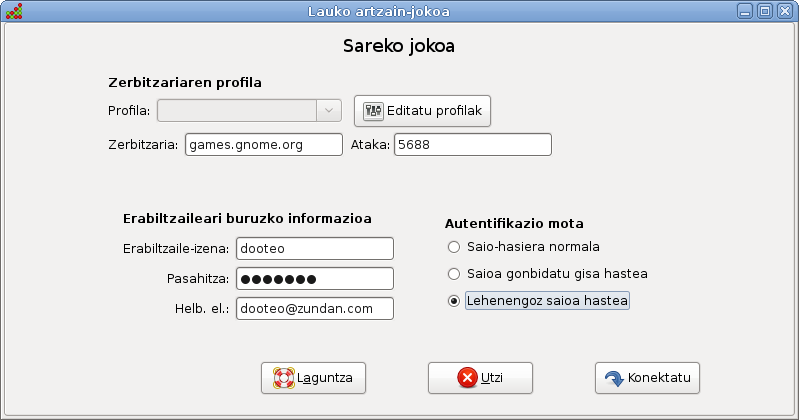 Lauko artzain-jokoa
Sareko jokoa
Zerbitzariaren profila
Profila: Editatu profilak
Zerbitzaria: games.gnome.org Ataka: 5688
Erabiltzaileari buruzko informazioa
Erabiltzaile-izena: dooteo
Pasahitza: ●●●●●●●
Helb. el.: dooteo@zundan.com
Autentifikazio mota
Saio-hasiera normala
Saioa gonbidatu gisa hastea
Lehenengoz saioa hastea
Laguntza Utzi Konektatu